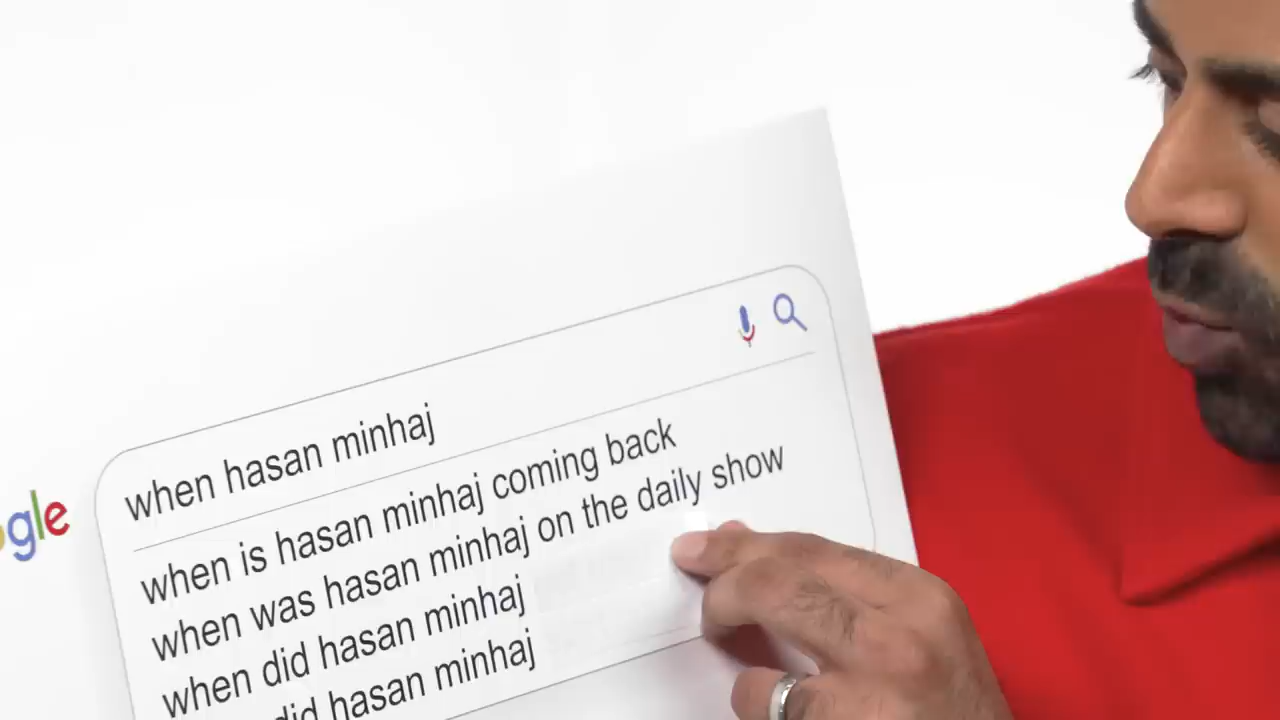 gle
when hasan minhaj
when is hasan minhaj coming back
when was hasan minhaj on the daily show
when did hasan minhaj
did hasan minhaj